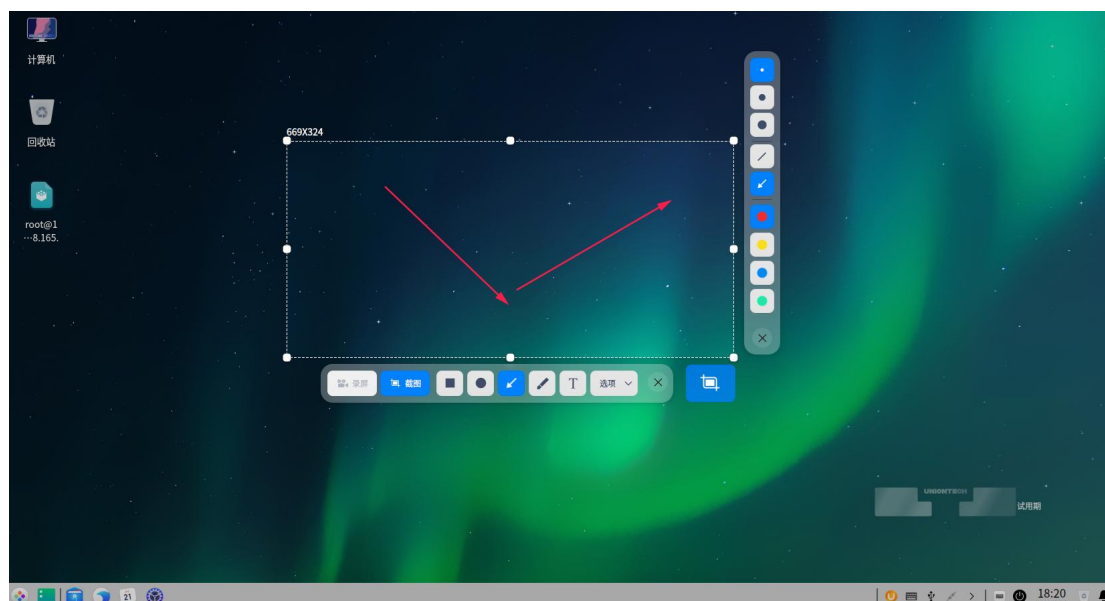 计算机
回收站
root@1
···8.165.
669X324
录屏
截图
T
选项
UNIONTECH
试用期
21
18:20